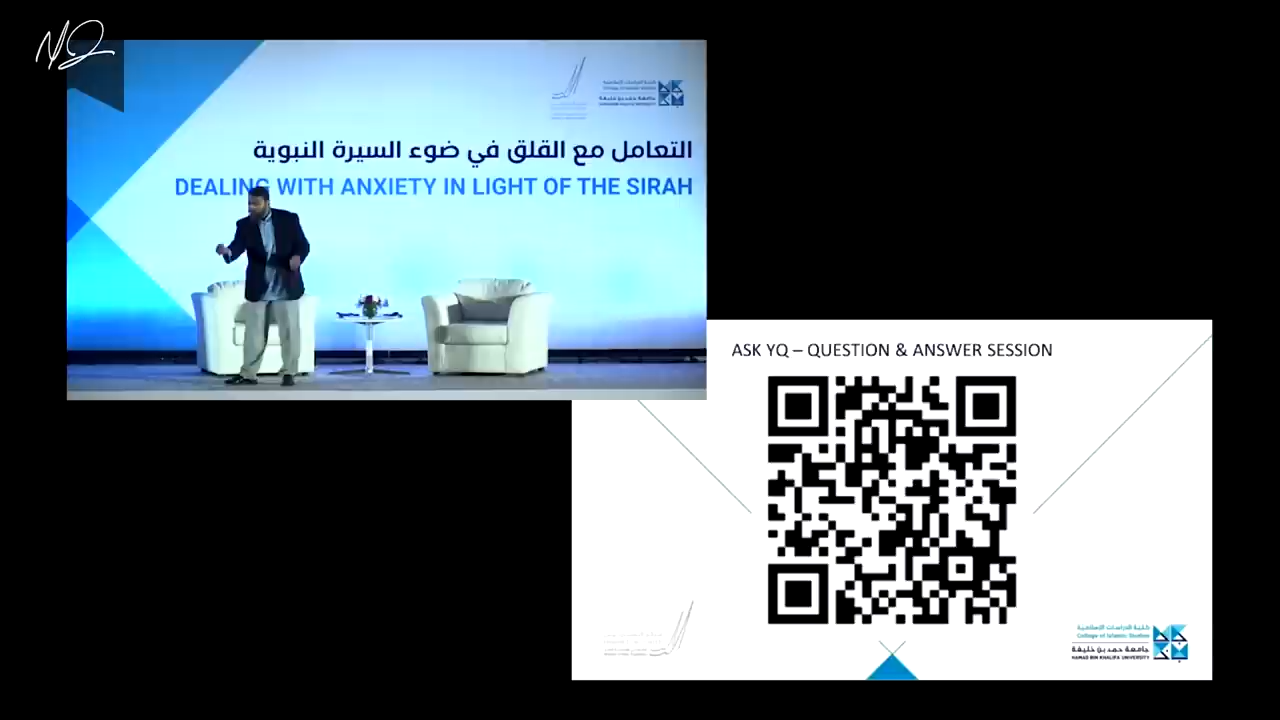 التعامل مع القلق في ضوء السيرة النبوية
DEALING WITH ANXIETY IN LIGHT OF THE SIRAH
ASK YQ – QUESTION & ANSWER SESSION
كلية الدراسات الإسلامية
College of Islamic Studies
جامعة حمد بن خليفة
HAMAD BIN KHALIFA UNIVERSITY